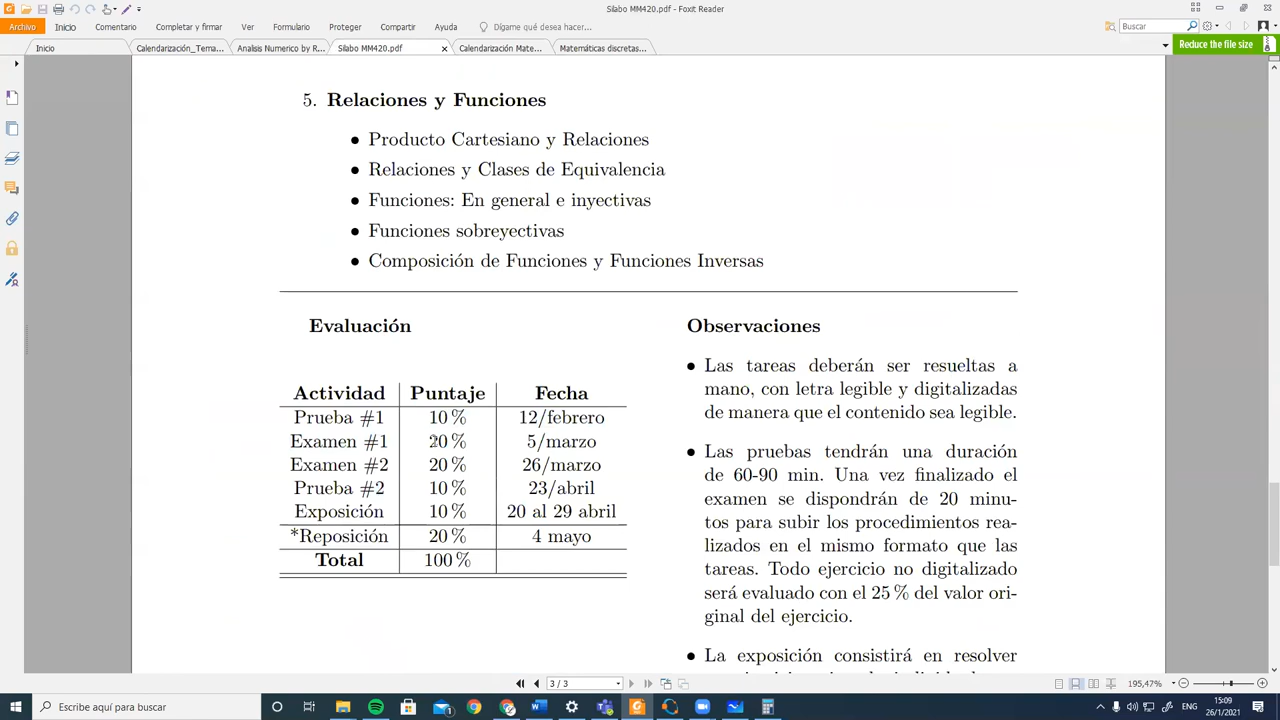 Silabo MM420.pdf - Foxit Reader
Archivo Inicio Comentario Completar y firmar Ver Formulario Proteger Compartir Ayuda Dígame qué desea hacer... Buscar
Inicio Calendarización_Tema... Analisis Numerico by R... Silabo MM420.pdf Calendarización Mate... Matemáticas discretas... Reduce the file size
5. Relaciones y Funciones
• Producto Cartesiano y Relaciones
• Relaciones y Clases de Equivalencia
• Funciones: En general e inyectivas
• Funciones sobreyectivas
• Composición de Funciones y Funciones Inversas
Evaluación
Actividad Puntaje Fecha
Prueba #1 10 % 12/febrero
Examen #1 20 % 5/marzo
Examen #2 20 % 26/marzo
Prueba #2 10 % 23/abril
Exposición 10 % 20 al 29 abril
*Reposición 20 % 4 mayo
Total 100 %
Observaciones
• Las tareas deberán ser resueltas a
mano, con letra legible y digitalizadas
de manera que el contenido sea legible.
• Las pruebas tendrán una duración
de 60-90 min. Una vez finalizado el
examen se dispondrán de 20 minu-
tos para subir los procedimientos rea-
lizados en el mismo formato que las
tareas. Todo ejercicio no digitalizado
será evaluado con el 25 % del valor ori-
ginal del ejercicio.
• La exposición consistirá en resolver
3 / 3 195,47%
Escribe aquí para buscar
15:09
26/1/2021